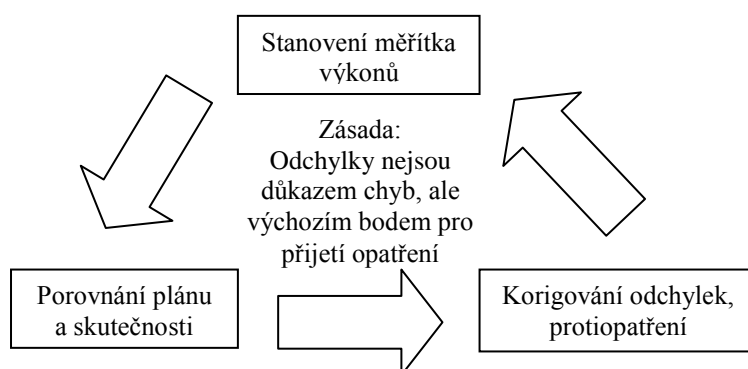 Stanovení měřítka
výkonů
Zásada:
Odchylky nejsou
důkazem chyb, ale
výchozím bodem pro
přijetí opatření
Porovnání plánu
a skutečnosti
Korigování odchylek,
protiopatření